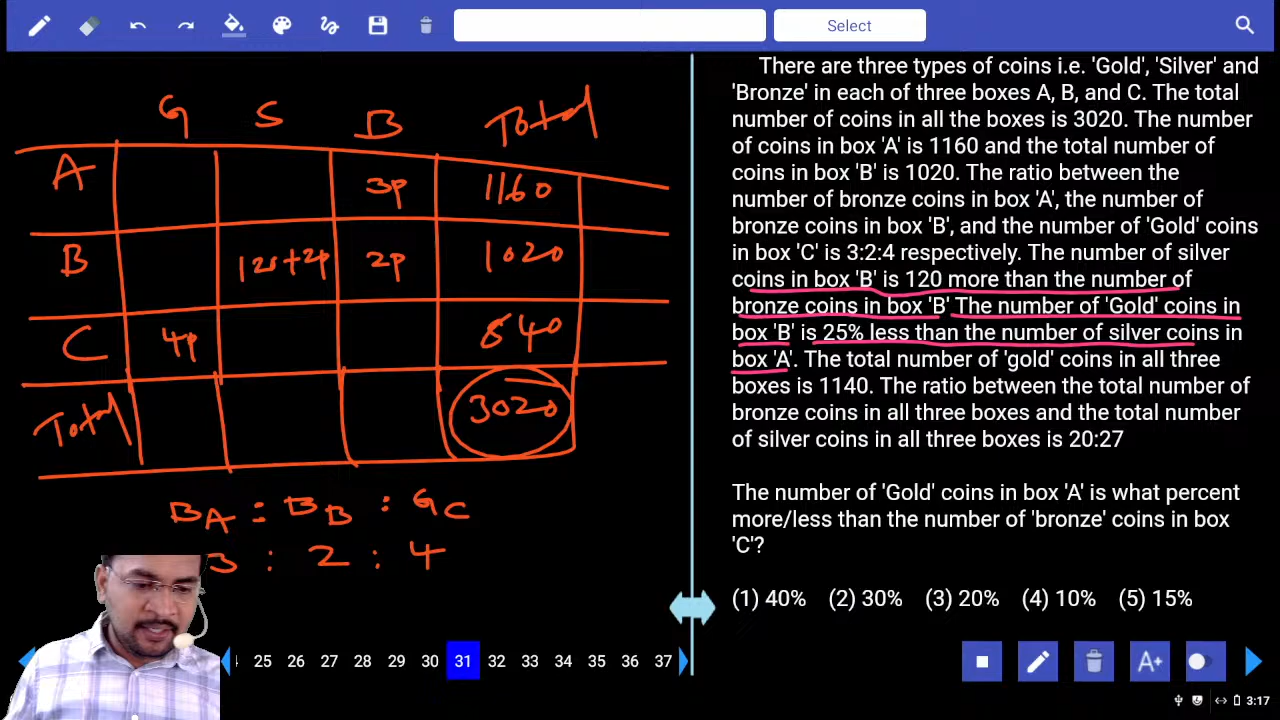 Select
There are three types of coins i.e. 'Gold', 'Silver' and
'Bronze' in each of three boxes A, B, and C. The total
number of coins in all the boxes is 3020. The number
of coins in box 'A' is 1160 and the total number of
coins in box 'B' is 1020. The ratio between the
number of bronze coins in box 'A', the number of
bronze coins in box 'B', and the number of 'Gold' coins
in box 'C' is 3:2:4 respectively. The number of silver
coins in box 'B' is 120 more than the number of
bronze coins in box 'B' The number of 'Gold' coins in
box 'B' is 25% less than the number of silver coins in
box 'A'. The total number of 'gold' coins in all three
boxes is 1140. The ratio between the total number of
bronze coins in all three boxes and the total number
of silver coins in all three boxes is 20:27
The number of 'Gold' coins in box 'A' is what percent
more/less than the number of 'bronze' coins in box
'C'?
(1) 40% (2) 30% (3) 20% (4) 10% (5) 15%
G S B Total
A 3p 1160
B 120+2p 2p 1020
C 4p 840
Total 3020
BA : BB : GC
3 : 2 : 4
25 26 27 28 29 30 31 32 33 34 35 36 37
A+
3:17